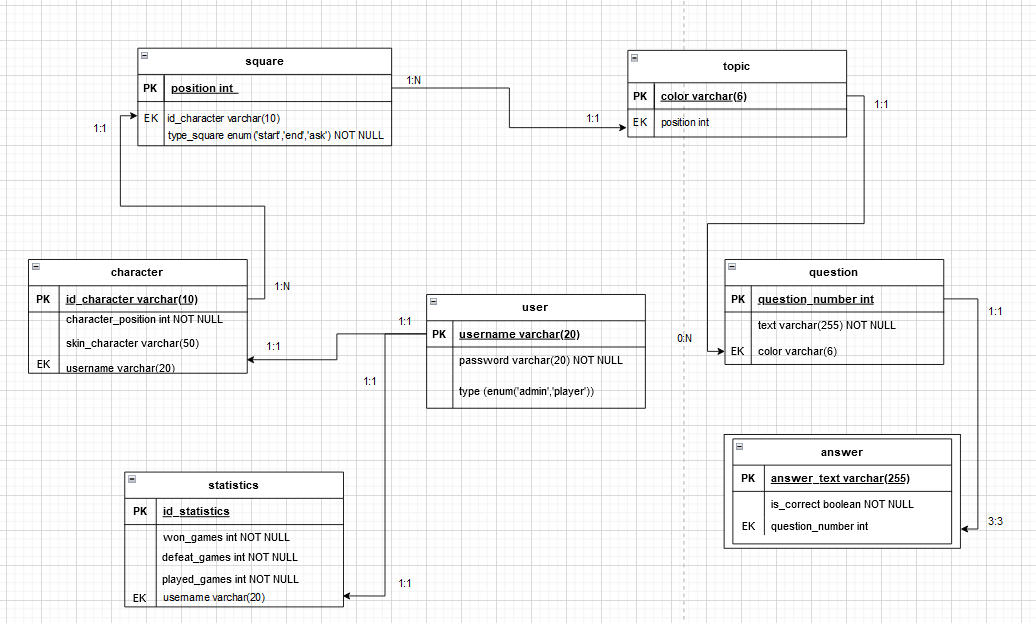 square
PK position int
EK id_character varchar(10)
type_square enum ('start','end','ask') NOT NULL
1:N
1:1
topic
PK color varchar(6)
EK position int
1:1
1:1
character
PK id_character varchar(10)
character_position int NOT NULL
skin_character varchar(50)
EK username varchar(20)
1:N
1:1
user
PK username varchar(20)
password varchar(20) NOT NULL
type (enum('admin','player'))
1:1
1:1
0:N
question
PK question_number int
text varchar(255) NOT NULL
EK color varchar(6)
1:1
statistics
PK id_statistics
won_games int NOT NULL
defeat_games int NOT NULL
played_games int NOT NULL
EK username varchar(20)
1:1
answer
PK answer_text varchar(255)
is_correct boolean NOT NULL
EK question_number int
3:3